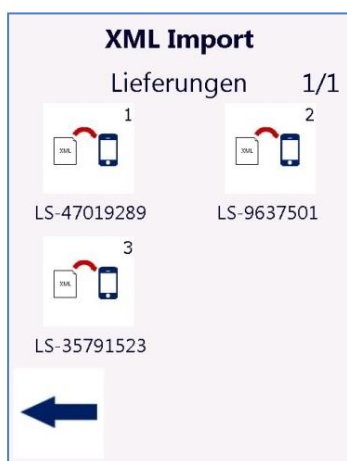 XML Import
Lieferungen 1/1
1 2
XML XML
LS-47019289 LS-9637501
3
XML
LS-35791523